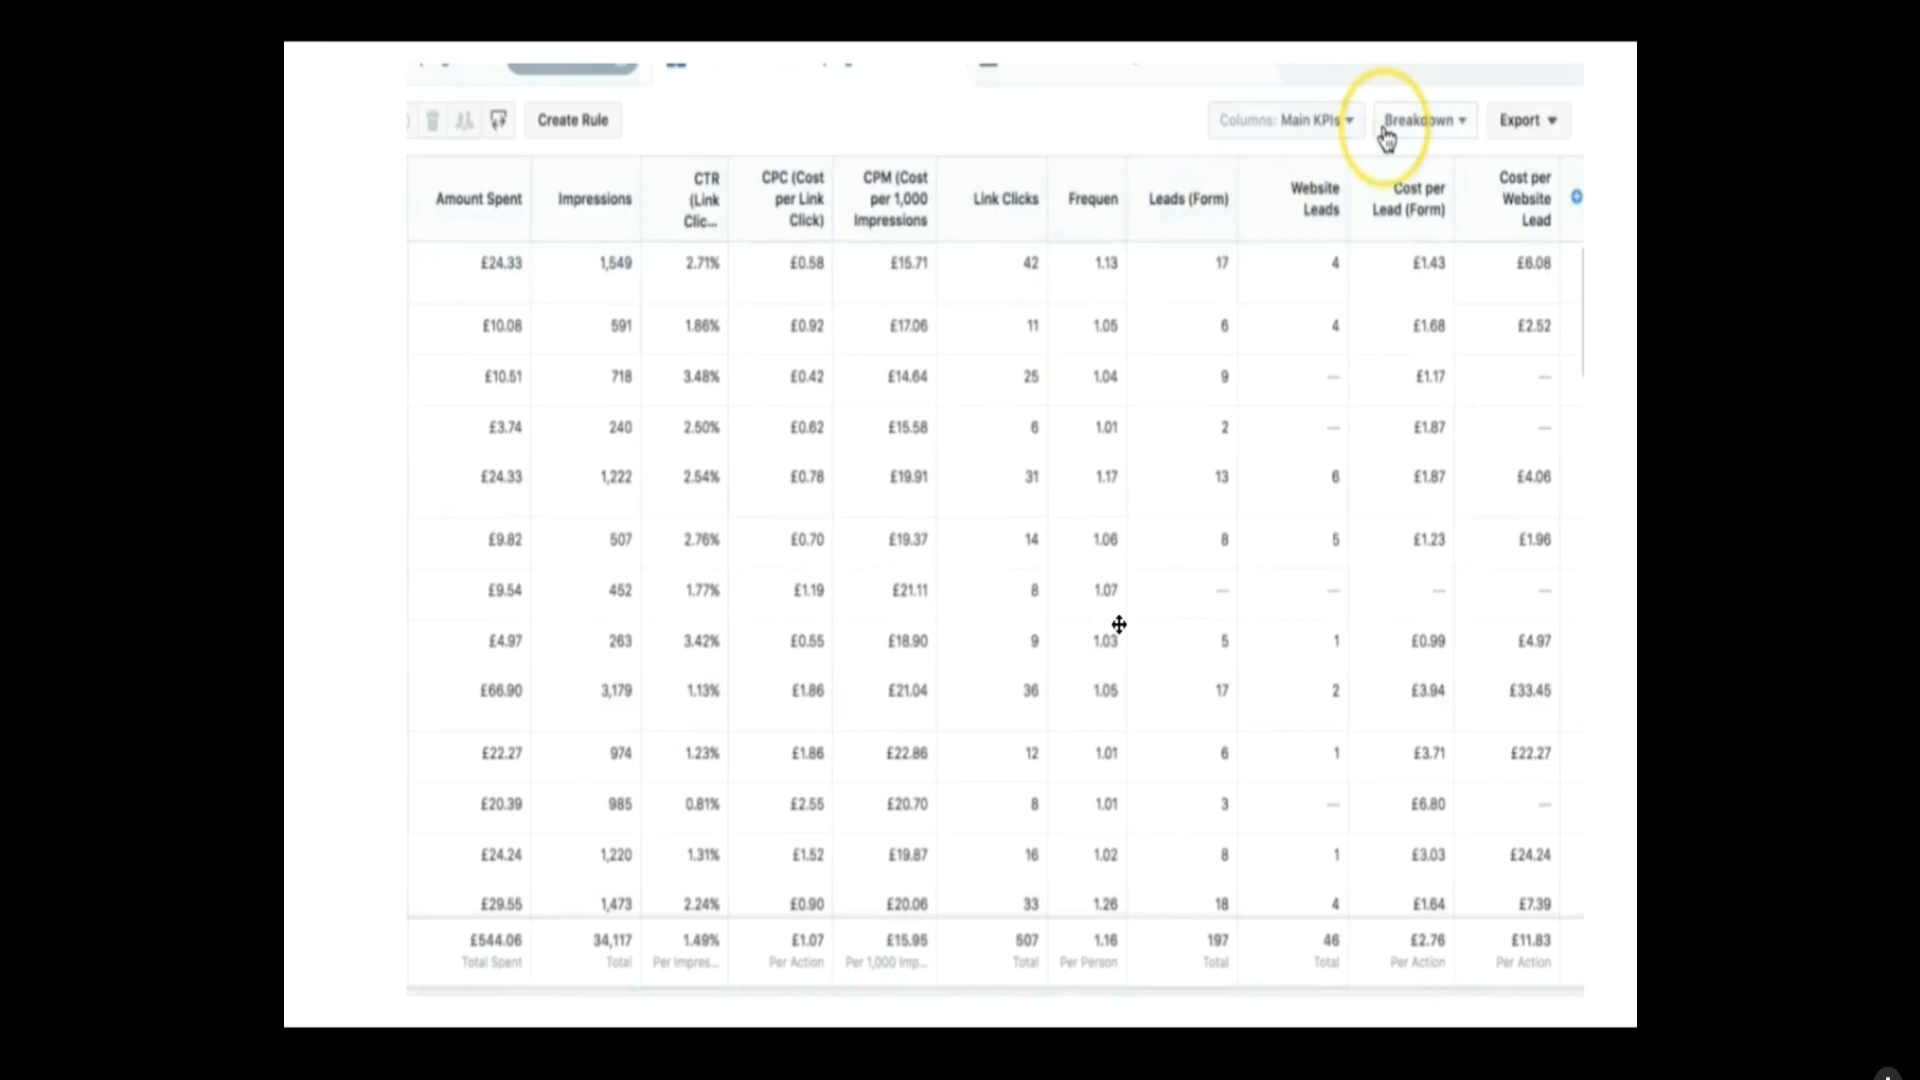 Create Rule Columns: Main KPIs Breakdown Export
Amount Spent Impressions CTR (Link Clic... CPC (Cost per Link Click) CPM (Cost per 1,000 Impressions Link Clicks Frequen Leads (Form) Website Leads Cost per Lead (Form) Cost per Website Lead
£24.33 1,549 2.71% £0.58 £15.71 42 1.13 17 4 £1.43 £6.08
£10.08 591 1.86% £0.92 £17.06 11 1.05 6 4 £1.68 £2.52
£10.51 718 3.48% £0.42 £14.64 25 1.04 9 — £1.17 —
£3.74 240 2.50% £0.62 £15.58 6 1.01 2 — £1.87 —
£24.33 1,222 2.54% £0.78 £19.91 31 1.17 13 6 £1.87 £4.06
£9.82 507 2.76% £0.70 £19.37 14 1.06 8 5 £1.23 £1.96
£9.54 452 1.77% £1.19 £21.11 8 1.07 — — — —
£4.97 263 3.42% £0.55 £18.90 9 1.03 5 1 £0.99 £4.97
£66.90 3,179 1.13% £1.86 £21.04 36 1.05 17 2 £3.94 £33.45
£22.27 974 1.23% £1.86 £22.86 12 1.01 6 1 £3.71 £22.27
£20.39 985 0.81% £2.55 £20.70 8 1.01 3 — £6.80 —
£24.24 1,220 1.31% £1.52 £19.87 16 1.02 8 1 £3.03 £24.24
£29.55 1,473 2.24% £0.90 £20.06 33 1.26 18 4 £1.64 £7.39
£544.06 34,117 1.49% £1.07 £15.95 507 1.16 197 46 £2.76 £11.83
Total Spent Total Per Impres... Per Action Per 1,000 Imp... Total Per Person Total Total Per Action Per Action